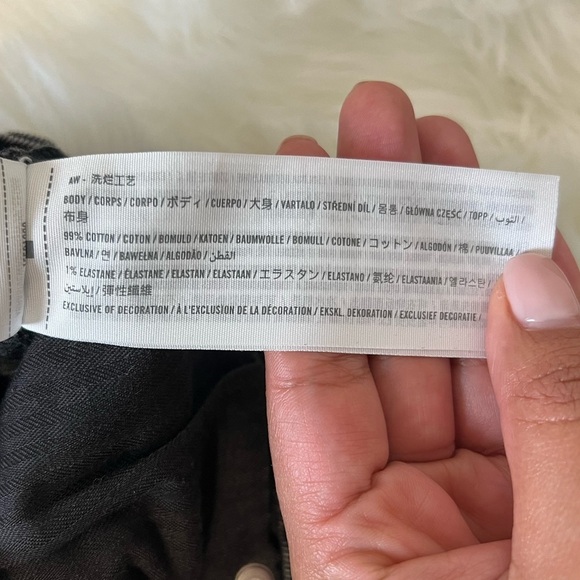 AW - 洗烂工艺
BODY / CORPS / CORPO / ボディ / CUERPO / 大身 / VARTALO / STŘEDNÍ DÍL / 몸통 / GŁÓWNA CZĘŚĆ / TOPP / الثوب /
布身
99% COTTON / COTON / BOMULD / KATOEN / BAUMWOLLE / BOMULL / COTONE / コットン / ALGODÓN / 棉 / PUUVILLAA /
BAVLNA / 면 / BAWEŁNA / ALGODÃO / القطن /
1% ELASTANE / ÉLASTANE / ELASTAN / ELASTAAN / エラスタン / ELASTANO / 氨纶 / ELASTAANIA / 엘라스탄 /
إيلاستين / 彈性纖維
EXCLUSIVE OF DECORATION / À L'EXCLUSION DE LA DÉCORATION / EKSKL. DEKORATION / EXCLUSIEF DECORATIE /